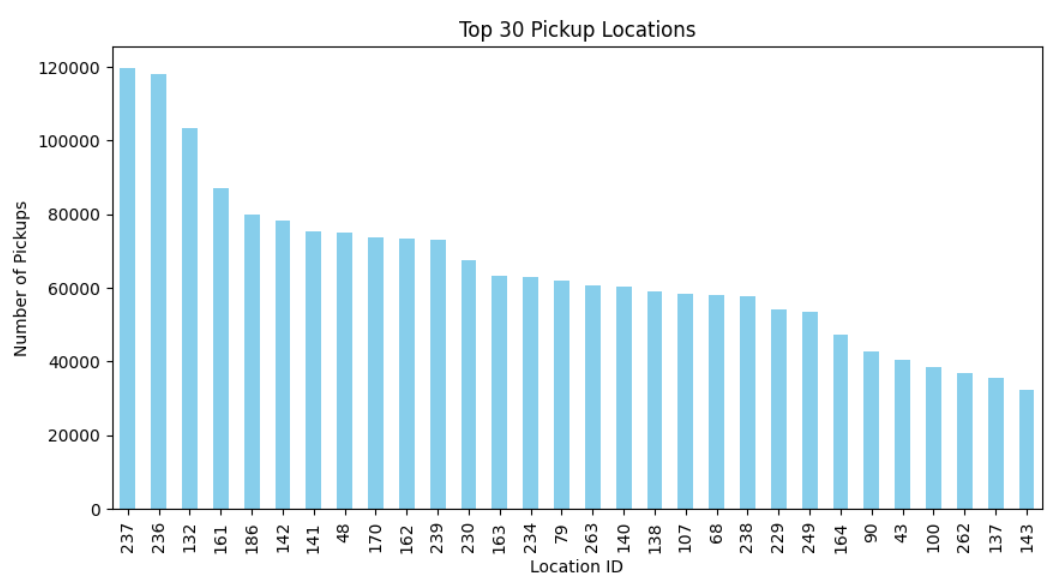 Top 30 Pickup Locations
Number of Pickups
120000
100000
80000
60000
40000
20000
0
237 236 132 161 186 142 141 48 170 162 239 230 163 234 79 263 140 138 107 68 238 229 249 164 90 43 100 262 137 143
Location ID